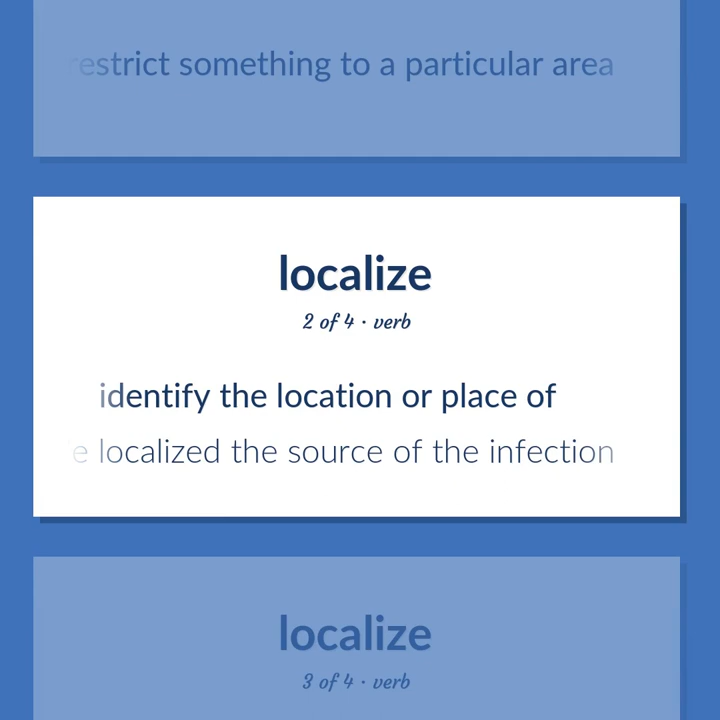 restrict something to a particular area
localize
2 of 4 · verb
identify the location or place of
localized the source of the infection
localize
3 of 4 · verb